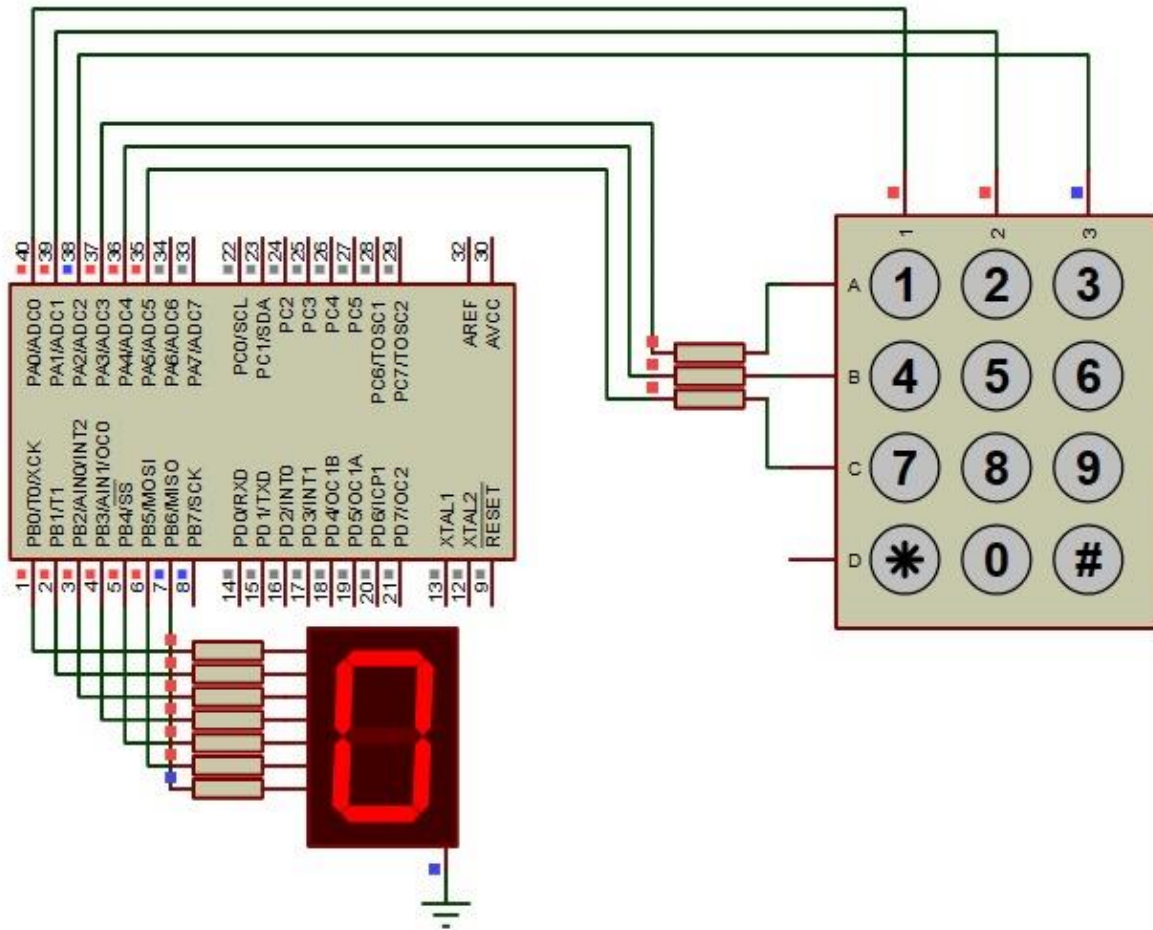 40
39
38
37
36
35
34
33
22
23
24
25
26
27
28
29
32
30
PA0/ADC0
PA1/ADC1
PA2/ADC2
PA3/ADC3
PA4/ADC4
PA5/ADC5
PA6/ADC6
PA7/ADC7
PC0/SCL
PC1/SDA
PC2
PC3
PC4
PC5
PC6/TOSC1
PC7/TOSC2
AREF
AVCC
PB0/T0/XCK
PB1/T1
PB2/AIN0/INT2
PB3/AIN1/OC0
PB4/SS
PB5/MOSI
PB6/MISO
PB7/SCK
PD0/RXD
PD1/TXD
PD2/INT0
PD3/INT1
PD4/OC1B
PD5/OC1A
PD6/ICP1
PD7/OC2
XTAL1
XTAL2
RESET
1
2
3
4
5
6
7
8
14
15
16
17
18
19
20
21
13
12
9
0
1 2 3
A 1 2 3
B 4 5 6
C 7 8 9
D * 0 #